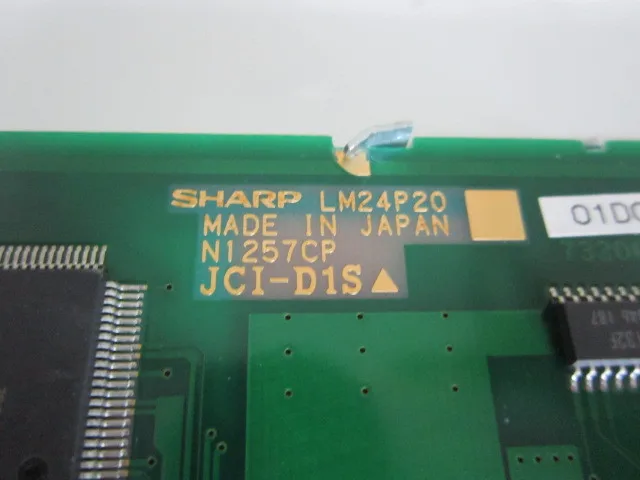 SHARP LM24P20
MADE IN JAPAN
N1257CP
JCI-D1S▲